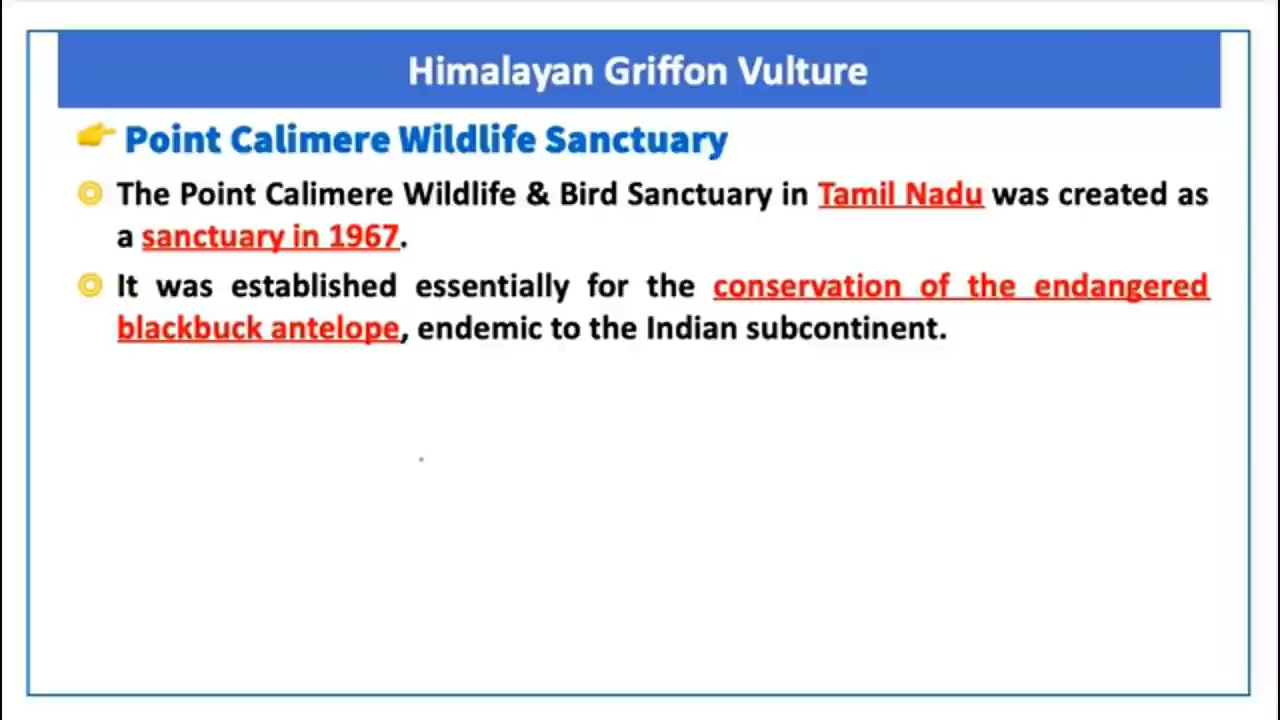 Himalayan Griffon Vulture
Point Calimere Wildlife Sanctuary
The Point Calimere Wildlife & Bird Sanctuary in Tamil Nadu was created as
a sanctuary in 1967.
It was established essentially for the conservation of the endangered
blackbuck antelope, endemic to the Indian subcontinent.